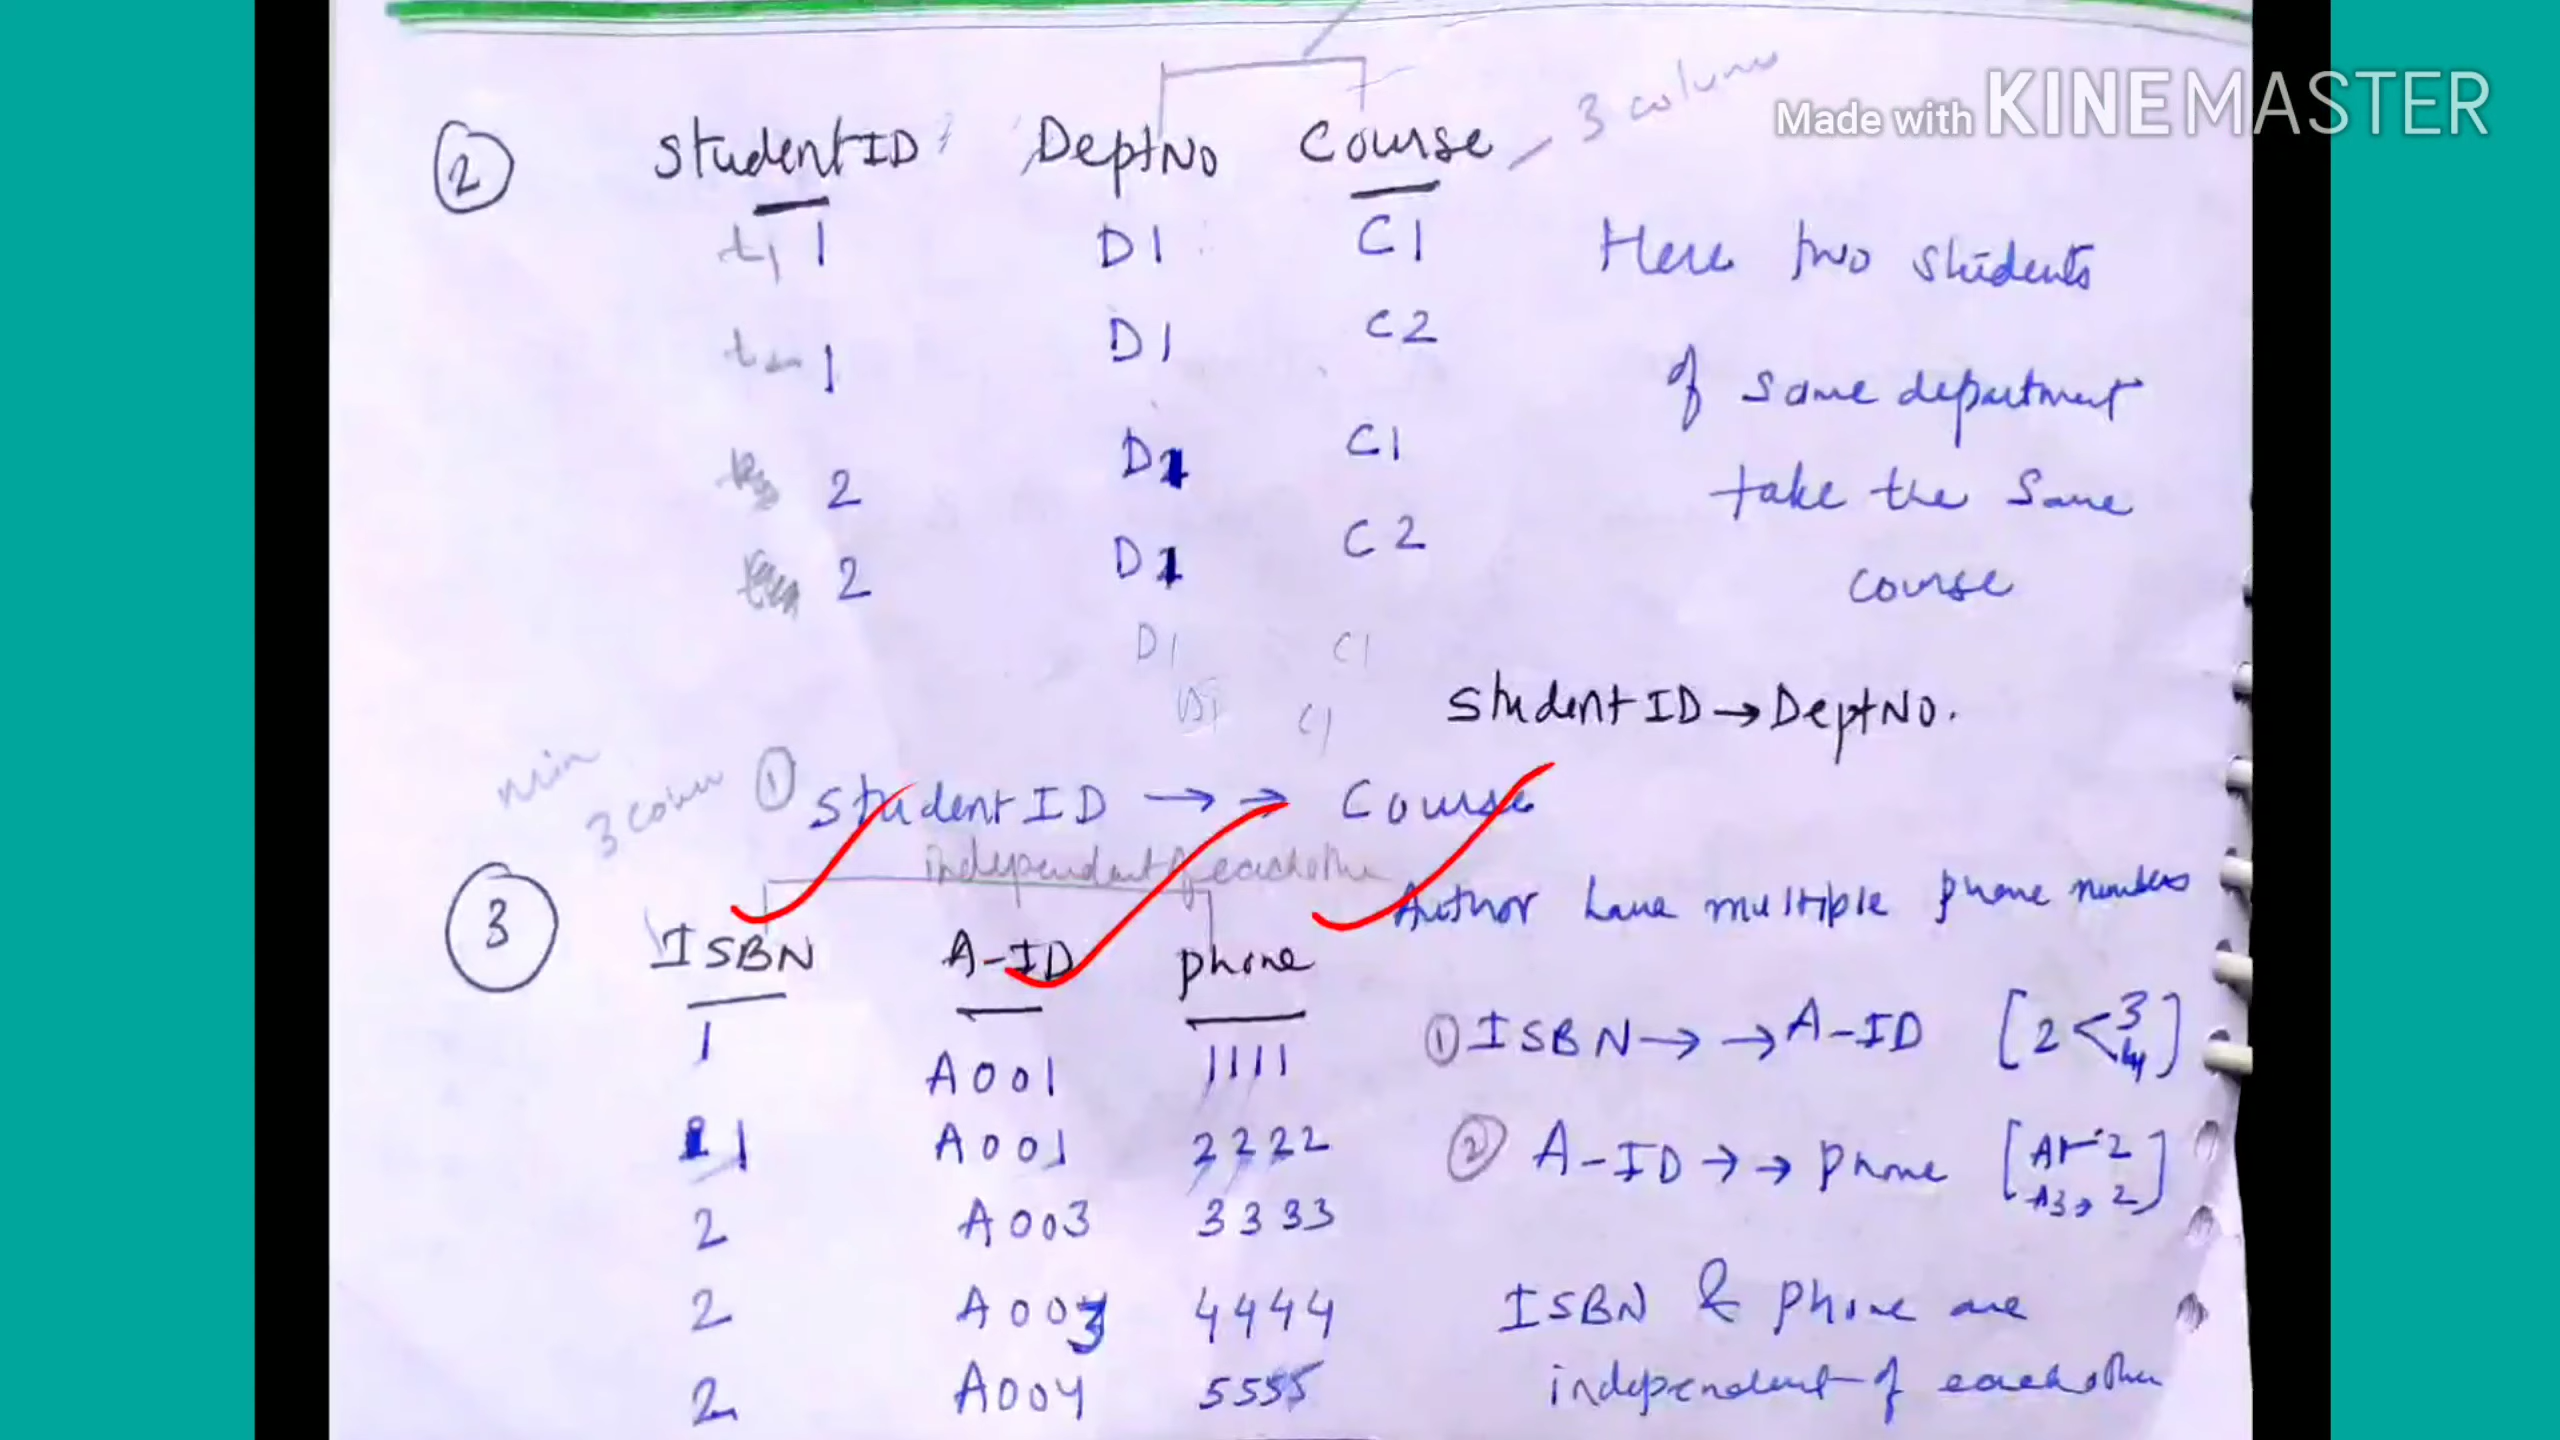 Made with KINEMASTER
3 column
2 StudentID DeptNo Course
t1 1 D1 C1
1 D1 C2
2 D1 C1
2 D1 C2
D1 C1
D1 C1
Here two students
of same department
take the same
course
StudentID → DeptNo.
min
1 StudentID → → Course
independent of each other
3 ISBN A-ID phone
1 A001 1111
1 A001 2222
2 A003 3333
2 A003 4444
2 A004 5555
Author have multiple phone numbers
1 ISBN → → A-ID [2 < 3 4]
2 A-ID → → phone
ISBN & phone are
independent of each other